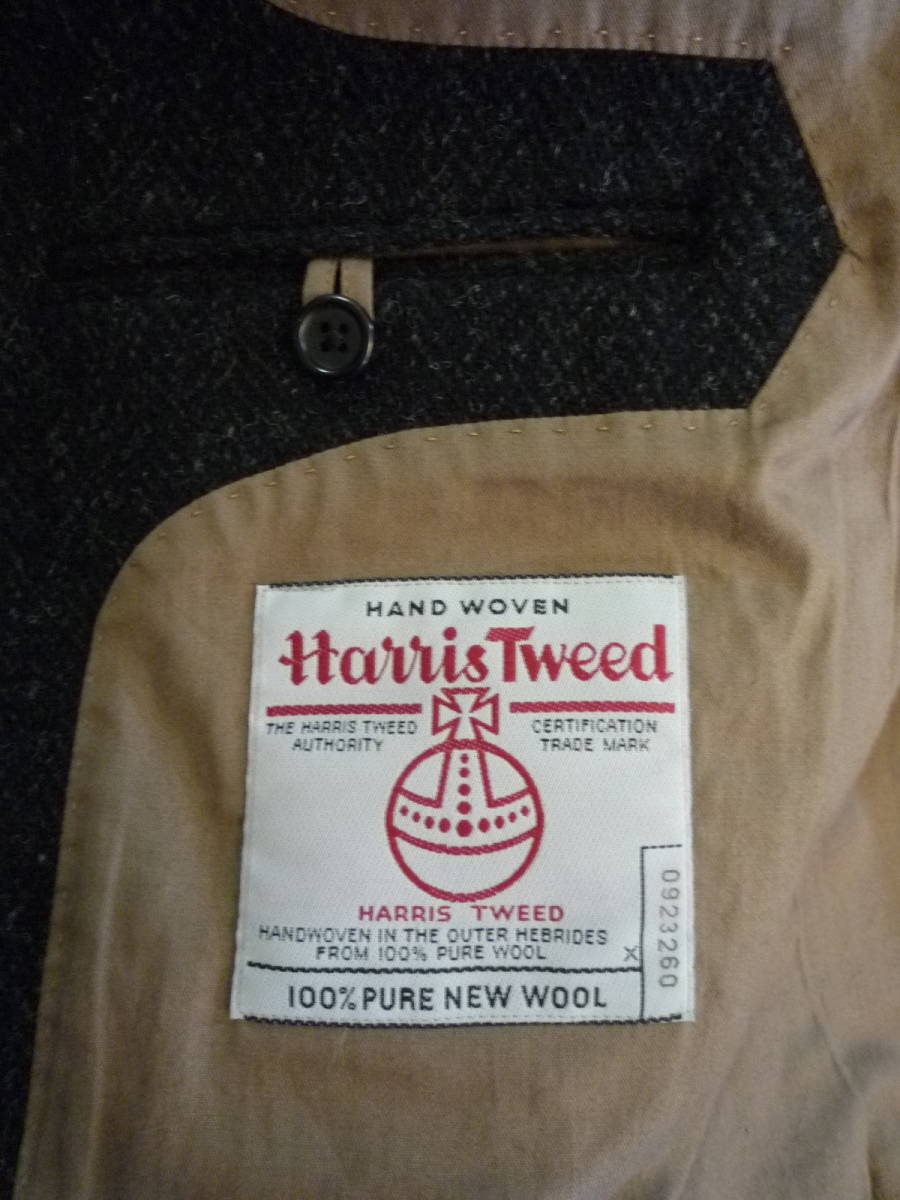 HAND WOVEN
Harris Tweed
THE HARRIS TWEED AUTHORITY
CERTIFICATION TRADE MARK
HARRIS TWEED
HANDWOVEN IN THE OUTER HEBRIDES
FROM 100% PURE WOOL
X
100% PURE NEW WOOL
0923260